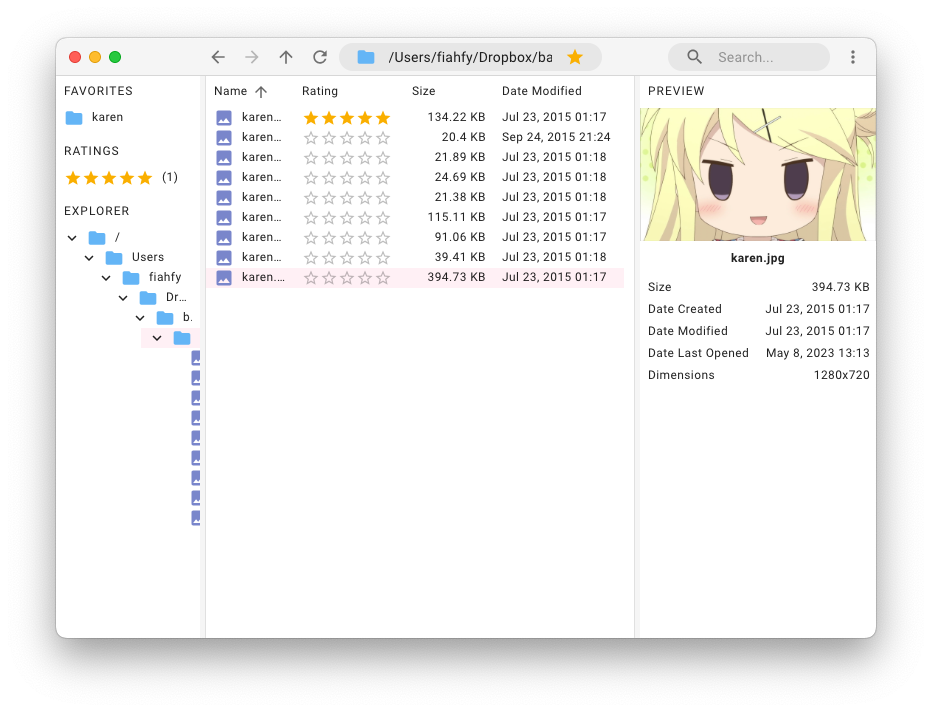 /Users/fiahfy/Dropbox/ba
Search...
FAVORITES
karen
RATINGS
(1)
EXPLORER
/
Users
fiahfy
Dr...
b.
Name Rating Size Date Modified
karen... 134.22 KB Jul 23, 2015 01:17
karen... 20.4 KB Sep 24, 2015 21:24
karen... 21.89 KB Jul 23, 2015 01:18
karen... 24.69 KB Jul 23, 2015 01:18
karen... 21.38 KB Jul 23, 2015 01:18
karen... 115.11 KB Jul 23, 2015 01:17
karen... 91.06 KB Jul 23, 2015 01:17
karen... 39.41 KB Jul 23, 2015 01:18
karen.... 394.73 KB Jul 23, 2015 01:17
PREVIEW
karen.jpg
Size 394.73 KB
Date Created Jul 23, 2015 01:17
Date Modified Jul 23, 2015 01:17
Date Last Opened May 8, 2023 13:13
Dimensions 1280x720